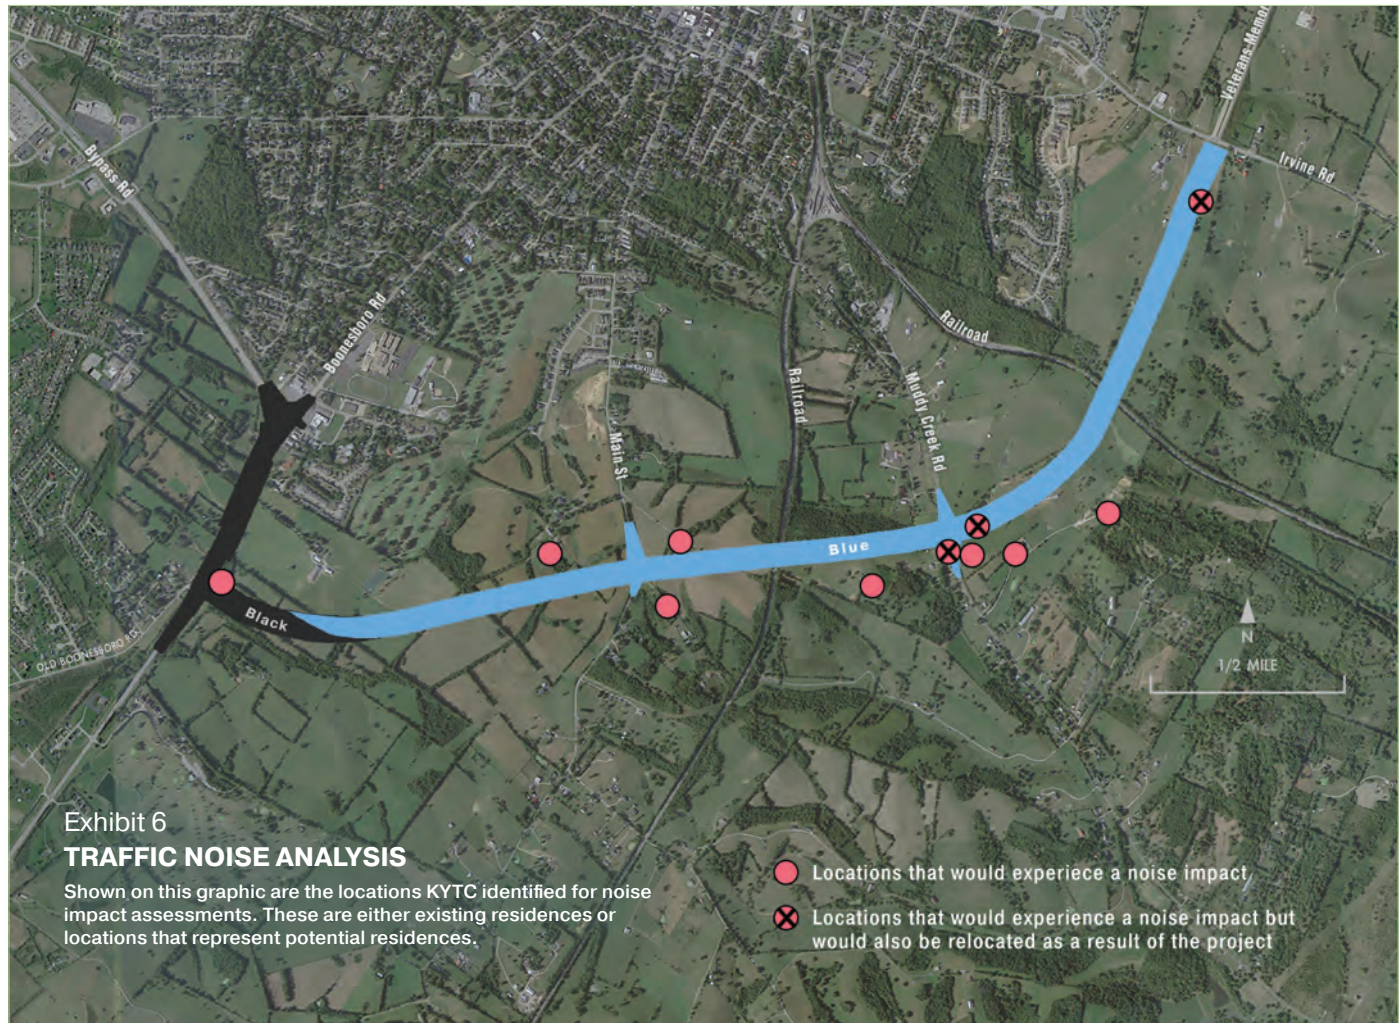 Veterans Memor
Irvine Rd
Bypass Rd
Boonesboro Rd
Railroad
Railroad
Muddy Creek Rd
Main St
Blue
Black
OLD BOONESBORO RD.
N
1/2 MILE
Exhibit 6
TRAFFIC NOISE ANALYSIS
Shown on this graphic are the locations KYTC identified for noise
impact assessments. These are either existing residences or
locations that represent potential residences.
Locations that would experiece a noise impact
Locations that would experience a noise impact but
would also be relocated as a result of the project